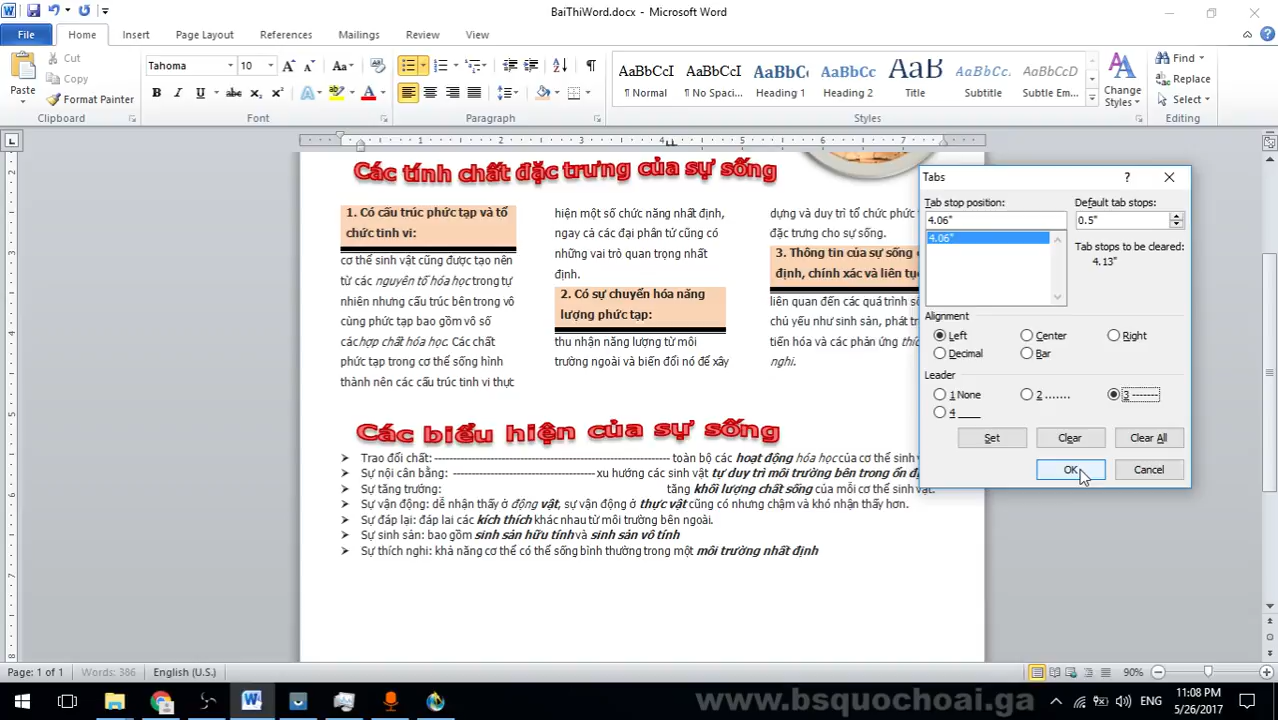 BaiThiWord.docx - Microsoft Word
File Home Insert Page Layout References Mailings Review View
Paste
Cut
Copy
Format Painter
Clipboard
Tahoma 10
B I U abc x₂ x² A
Font
Paragraph
AaBbCcI AaBbCcI AaBbCc AaBbCc AaB AaBbCcI AaBbCcI
¶ Normal ¶ No Spaci... Heading 1 Heading 2 Title Subtitle Subtle Em...
Change Styles
Styles
Find
Replace
Select
Editing
1 2 3 4 5 6 7
Các tính chất đặc trưng của sự sống
1. Có cấu trúc phức tạp và tổ
chức tinh vi:
cơ thể sinh vật cũng được tạo nên
từ các nguyên tố hóa học trong tự
nhiên nhưng cấu trúc bên trong vô
cùng phức tạp bao gồm vô số
cáchợp chất hóa học. Các chất
phức tạp trong cơ thể sống hình
thành nên các cấu trúc tinh vi thực
hiện một số chức năng nhất định,
ngay cả các đại phân tử cũng có
những vai trò quan trọng nhất
định.
2. Có sự chuyển hóa năng
lượng phức tạp:
thu nhận năng lượng từ môi
trường ngoài và biến đổi nó để xây
dựng và duy trì tổ chức phức
đặc trưng cho sự sống.
3. Thông tin của sự sống
định, chính xác và liên tục
liên quan đến các quá trình số
chủ yếu như sinh sản, phát tr
tiến hóa và các phản ứng thíc
nghi.
Các biểu hiện của sự sống
➤ Trao đổi chất: ---------------------------------------------------- toàn bộ các hoạt động hóa học của cơ thể sinh v
➤ Sự nội cân bằng: -------------------------------- xu hướng các sinh vật tự duy trì môi trường bên trong ổn đị
➤ Sự tăng trưởng: tăng khối lượng chất sống của mỗi cơ thể sinh vật.
➤ Sự vận động: dễ nhận thấy ở động vật, sự vận động ở thực vật cũng có nhưng chậm và khó nhận thấy hơn.
➤ Sự đáp lại: đáp lại các kích thích khác nhau từ môi trường bên ngoài.
➤ Sự sinh sản: bao gồm sinh sản hữu tính và sinh sản vô tính
➤ Sự thích nghi: khả năng cơ thể có thể sống bình thường trong một môi trường nhất định
Tabs ?
Tab stop position: Default tab stops:
4.06" 0.5"
4.06"
Tab stops to be cleared:
4.13"
Alignment
Left Center Right
Decimal Bar
Leader
1 None 2 ....... 3 -------
4 ____
Set Clear Clear All
OK Cancel
Page: 1 of 1 Words: 386 English (U.S.) 90%
www.bsquochoai.ga
ENG
11:08 PM
5/26/2017